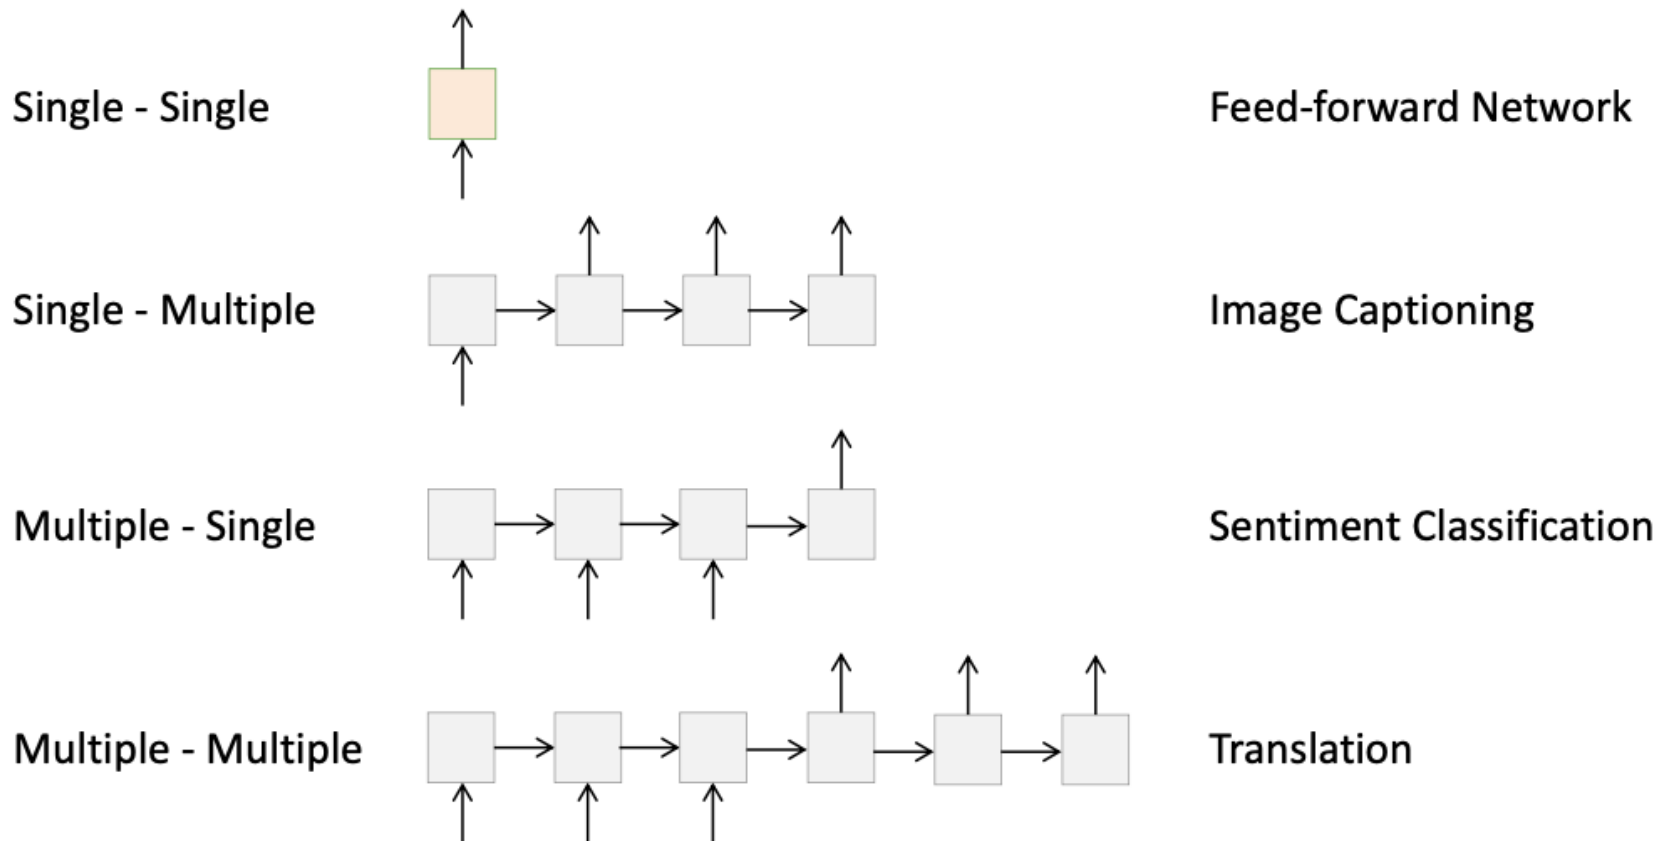 Single - Single
Feed-forward Network
Single - Multiple
Image Captioning
Multiple - Single
Sentiment Classification
Multiple - Multiple
Translation